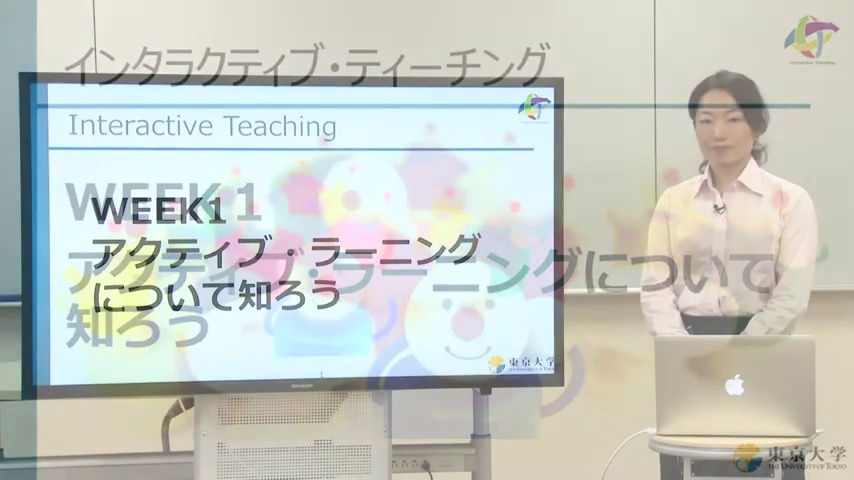 インタラクティブ・ティーチング
Interactive Teaching
WEEK1
アクティブ・ラーニングについて
知ろう
Interactive Teaching
WEEK1
アクティブ・ラーニング
について知ろう
東京大学
THE UNIVERSITY OF TOKYO
SHARP
東京大学
THE UNIVERSITY OF TOKYO